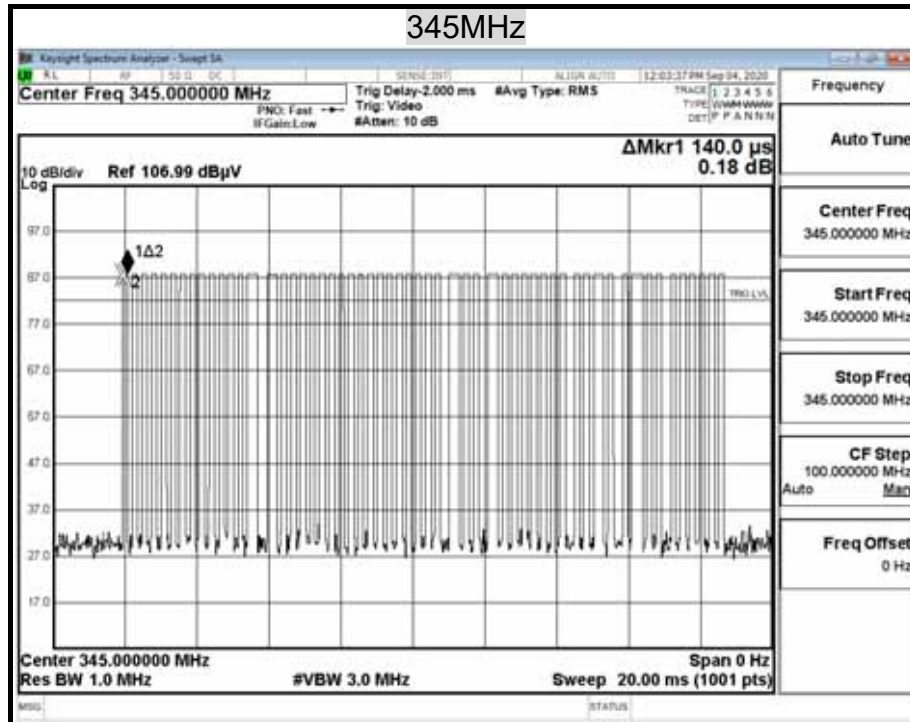 345MHz
Keysight Spectrum Analyzer - Swept SA
RL RF 50 Ω DC SENSE:INT ALIGN AUTO 12:03:37 PM Sep 04, 2020
Center Freq 345.000000 MHz
PNO: Fast
IFGain:Low
Trig Delay-2.000 ms
Trig: Video
#Atten: 10 dB
#Avg Type: RMS
TRACE 1 2 3 4 5 6
TYPE
DET P P A N N N
Frequency
Auto Tune
ΔMkr1 140.0 µs
0.18 dB
10 dB/div
Log
Ref 106.99 dBµV
97.0
87.0
77.0
67.0
57.0
47.0
37.0
27.0
17.0
1Δ2
2
TRIG LVL
Center Freq
345.000000 MHz
Start Freq
345.000000 MHz
Stop Freq
345.000000 MHz
CF Step
100.000000 MHz
Auto Man
Freq Offset
0 Hz
Center 345.000000 MHz
Span 0 Hz
Res BW 1.0 MHz
#VBW 3.0 MHz
Sweep 20.00 ms (1001 pts)
MSG
STATUS